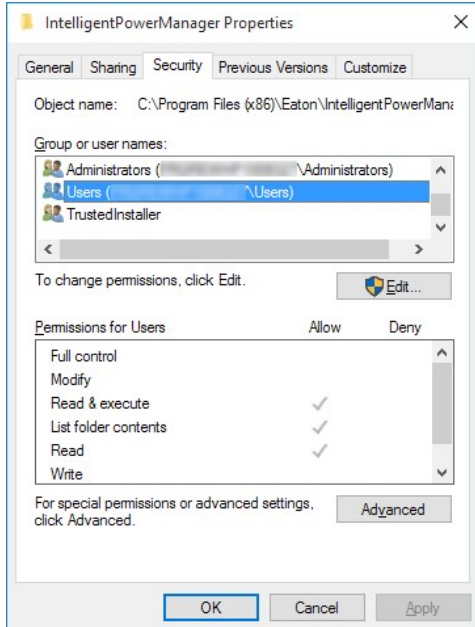 IntelligentPowerManager Properties
General Sharing Security Previous Versions Customize
Object name: C:\Program Files (x86)\Eaton\IntelligentPowerMana
Group or user names:
Administrators ( \Administrators)
Users ( \Users)
TrustedInstaller
To change permissions, click Edit.
Edit...
Permissions for Users Allow Deny
Full control
Modify
Read & execute
List folder contents
Read
Write
For special permissions or advanced settings,
click Advanced.
Advanced
OK Cancel Apply